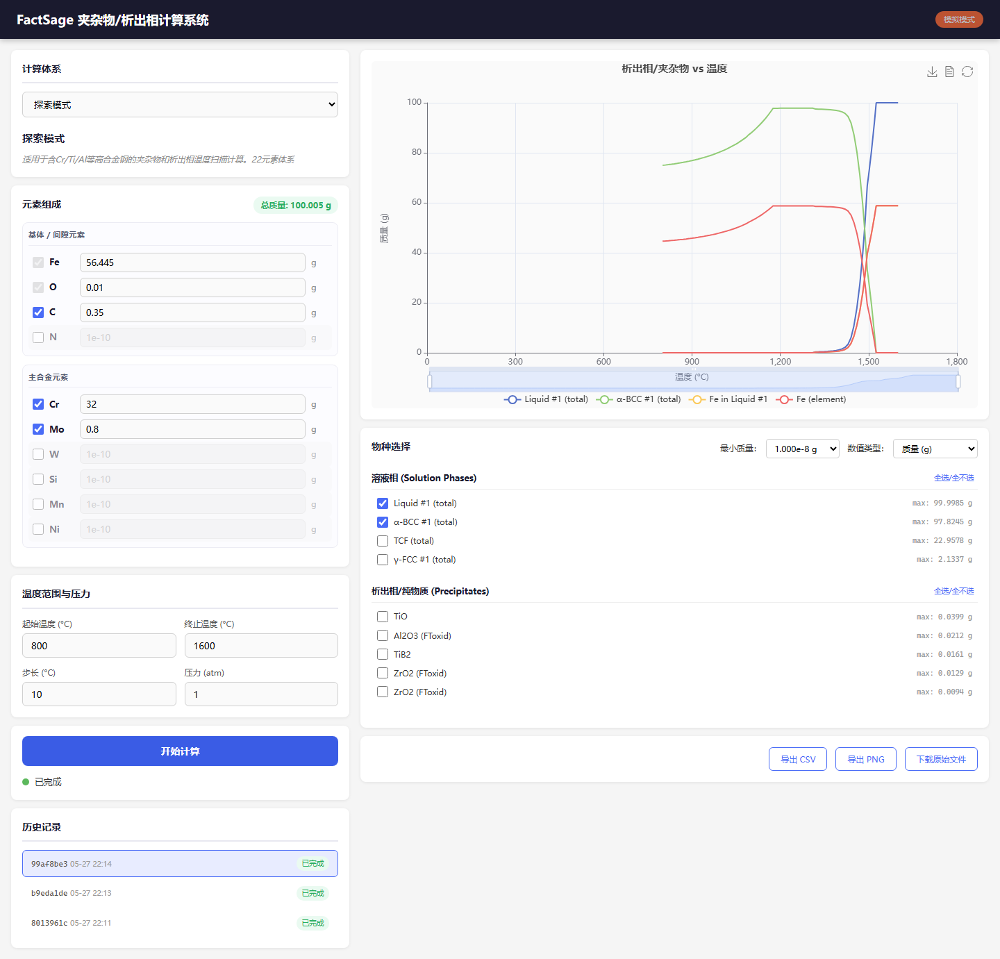 FactSage 夹杂物/析出相计算系统
模拟模式
计算体系
探索模式
探索模式
适用于含Cr/Ti/Al等高合金钢的夹杂物和析出相温度扫描计算。22元素体系
元素组成
总质量: 100.005 g
基体 / 间隙元素
Fe 56.445 g
O 0.01 g
C 0.35 g
N 1e-10 g
主合金元素
Cr 32 g
Mo 0.8 g
W 1e-10 g
Si 1e-10 g
Mn 1e-10 g
Ni 1e-10 g
温度范围与压力
起始温度 (°C) 终止温度 (°C)
800 1600
步长 (°C) 压力 (atm)
10 1
开始计算
已完成
历史记录
99af8be3 05-27 22:14 已完成
b9eda1de 05-27 22:13 已完成
8013961c 05-27 22:11 已完成
析出相/夹杂物 vs 温度
质量 (g)
100
80
60
40
20
0
0 300 600 900 1,200 1,500 1,800
温度 (°C)
Liquid #1 (total) α-BCC #1 (total) Fe in Liquid #1 Fe (element)
物种选择
最小质量: 1.000e-8 g 数值类型: 质量 (g)
溶液相 (Solution Phases) 全选/全不选
Liquid #1 (total) max: 99.9985 g
α-BCC #1 (total) max: 97.8245 g
TCF (total) max: 22.9578 g
γ-FCC #1 (total) max: 2.1337 g
析出相/纯物质 (Precipitates) 全选/全不选
TiO max: 0.0399 g
Al2O3 (FToxid) max: 0.0212 g
TiB2 max: 0.0161 g
ZrO2 (FToxid) max: 0.0129 g
ZrO2 (FToxid) max: 0.0094 g
导出 CSV 导出 PNG 下载原始文件